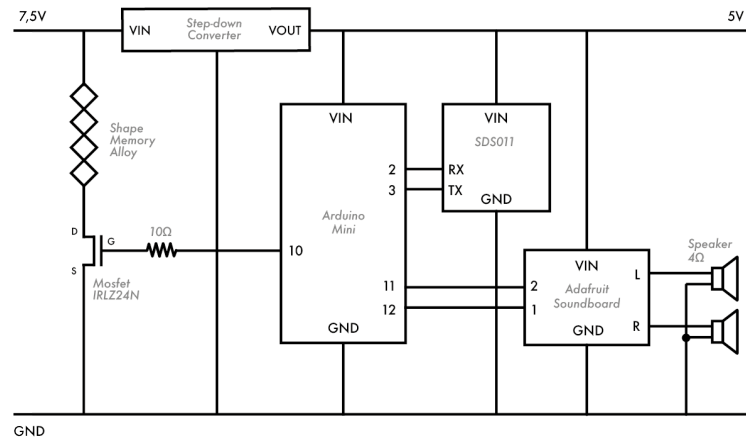 7,5V
5V
VIN
Step-down
Converter
VOUT
Shape
Memory
Alloy
VIN
VIN
SDS011
2
RX
3
TX
GND
Arduino
Mini
D
G
S
10Ω
Mosfet
IRLZ24N
10
11
12
GND
VIN
2
1
Adafruit
Soundboard
GND
L
R
Speaker
4Ω
GND